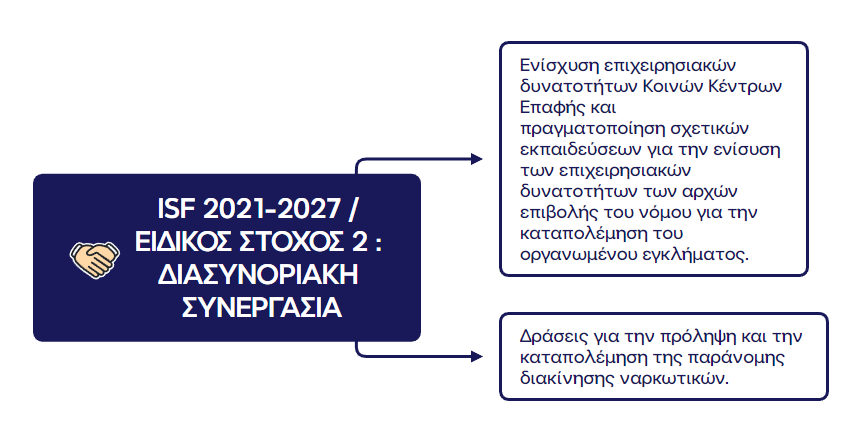 ISF 2021-2027 /
ΕΙΔΙΚΟΣ ΣΤΟΧΟΣ 2 :
ΔΙΑΣΥΝΟΡΙΑΚΗ
ΣΥΝΕΡΓΑΣΙΑ
Ενίσχυση επιχειρησιακών
δυνατοτήτων Κοινών Κέντρων
Επαφής και
πραγματοποίηση σχετικών
εκπαιδεύσεων για την ενίσυση
των επιχειρησιακών
δυνατοτήτων των αρχών
επιβολής του νόμου για την
καταπολέμηση του
οργανωμένου εγκλήματος.
Δράσεις για την πρόληψη και την
καταπολέμηση της παράνομης
διακίνησης ναρκωτικών.